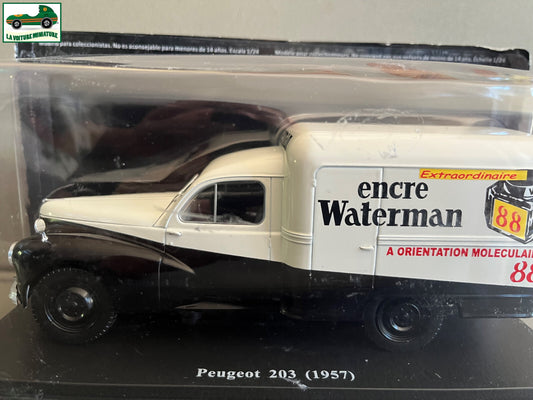 LA VOITURE MINIATURE
Modelo para coleccionistas. No es aconsejable para menores de 14 años. Escala 1/24
Extraordinaire
encre
Waterman
88
A ORIENTATION MOLECULAI
88
Peugeot 203 (1957)